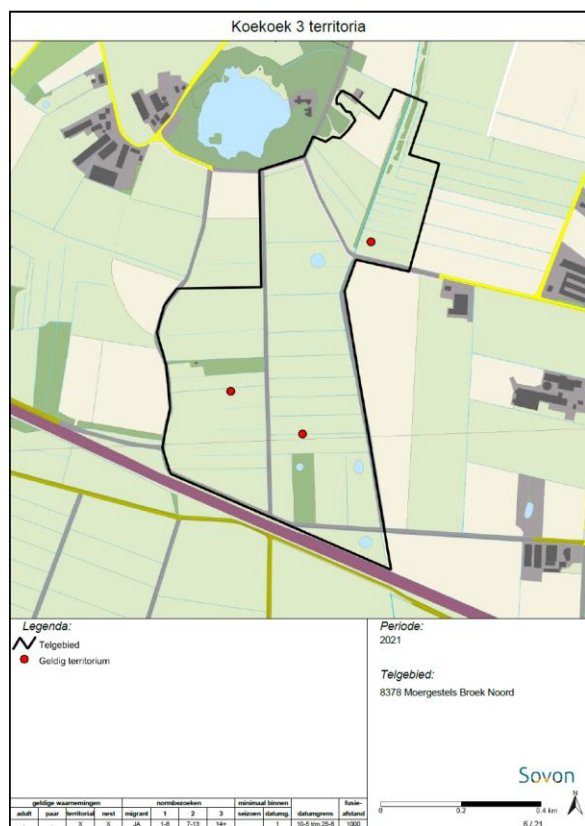 Koekoek 3 territoria
Legenda:
Telgebied
Geldig territorium
Periode:
2021
Telgebied:
8378 Moergestels Broek Noord
Sovon
N
0 0.2 0.4 km
6 / 21
geldige waarnemingen normbezoeken minimaal binnen fusie-
adult paar territorial nest migrant 1 2 3 seizoen datumg. datumgrens afstand
- - X X JA 1-6 7-13 14+ 1 10-5 t/m 25-6 1000